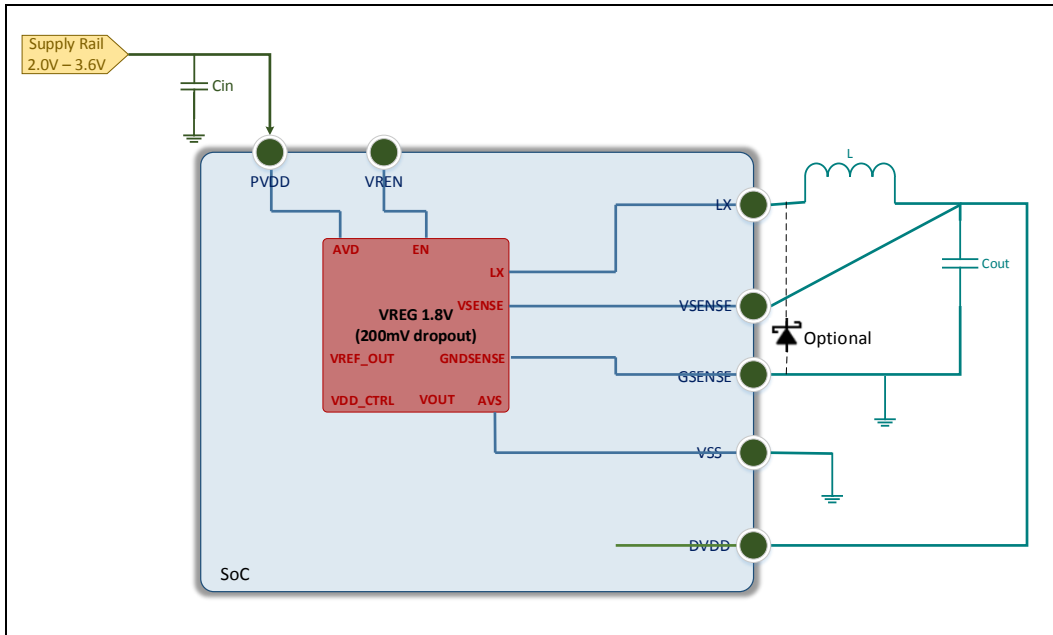 Supply Rail
2.0V – 3.6V
Cin
PVDD
VREN
L
LX
AVD
EN
LX
Cout
VSENSE
VSENSE
VREG 1.8V
(200mV dropout)
Optional
VREF_OUT
GNDSENSE
GSENSE
VDD_CTRL
VOUT
AVS
VSS
DVDD
SoC